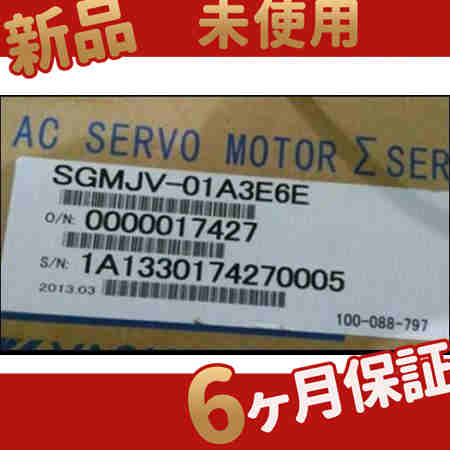 新品 未使用
AC SERVO MOTOR Σ SER
SGMJV-01A3E6E
O/N: 0000017427
S/N: 1A1330174270005
2013.03
100-088-797
6ヶ月保証